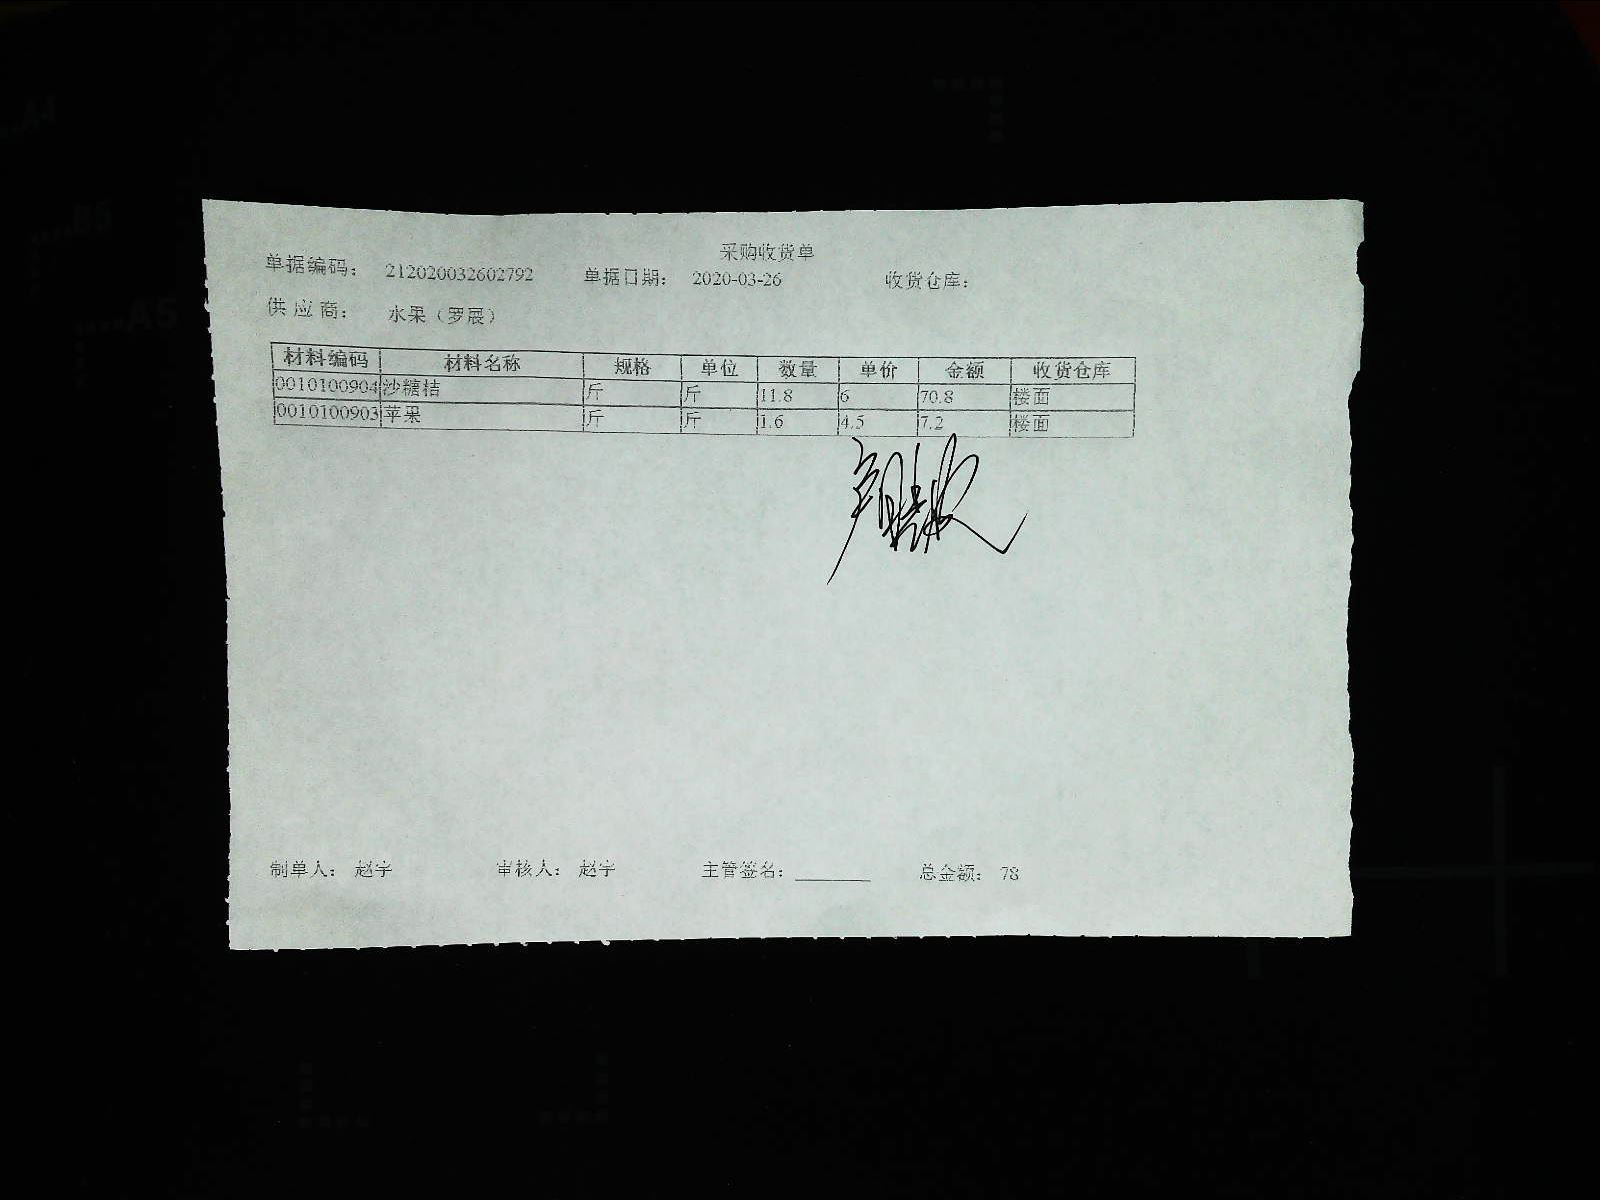 采购收货单
单据编码： 212020032602792 单据日期： 2020-03-26 收货仓库：
供 应 商： 水果（罗展）
材料编码 材料名称 规格 单位 数量 单价 金额 收货仓库
0010100904 沙糖桔 斤 斤 11.8 6 70.8 楼面
0010100903 苹果 斤 斤 1.6 4.5 7.2 楼面
制单人： 赵宇 审核人： 赵宇 主管签名：________ 总金额： 78